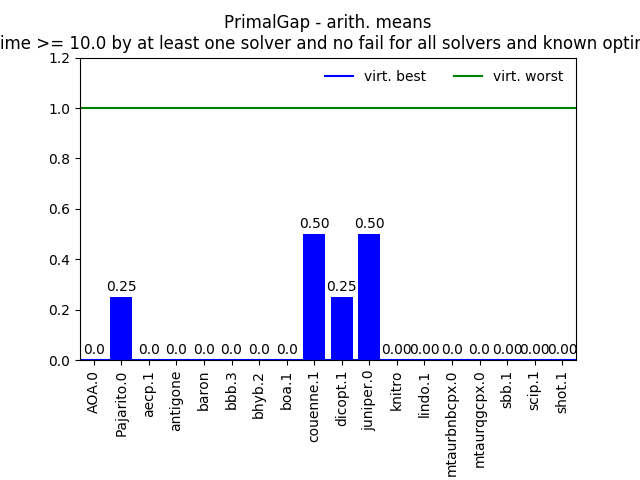 PrimalGap - arith. means
ime >= 10.0 by at least one solver and no fail for all solvers and known optim
virt. best
virt. worst
1.2
1.0
0.8
0.6
0.4
0.2
0.0
0.0
0.25
0.0
0.0
0.0
0.0
0.0
0.0
0.50
0.25
0.50
0.00
0.00
0.0
0.0
0.00
0.00
0.00
AOA.0
Pajarito.0
aecp.1
antigone
baron
bbb.3
bhyb.2
boa.1
couenne.1
dicopt.1
juniper.0
knitro
lindo.1
mtaurbnbcpx.0
mtaurqgcpx.0
sbb.1
scip.1
shot.1